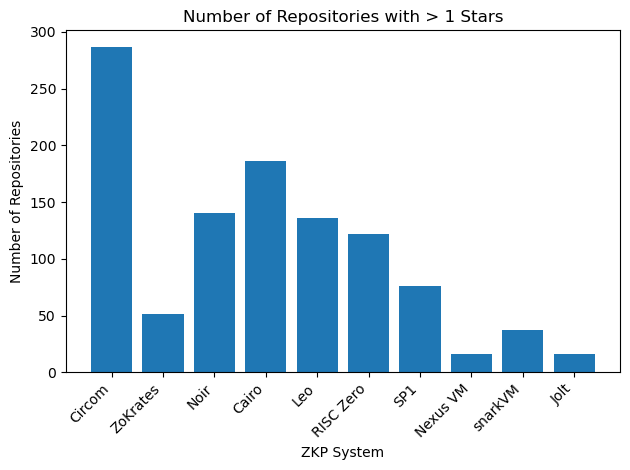 Number of Repositories with > 1 Stars
Number of Repositories
300
250
200
150
100
50
0
Circom
ZoKrates
Noir
Cairo
Leo
RISC Zero
SP1
Nexus VM
snarkVM
Jolt
ZKP System